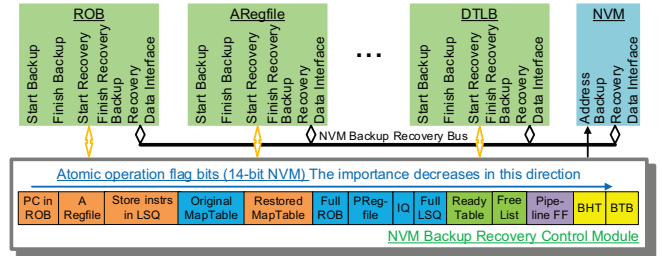 ROB
ARegfile
DTLB
NVM
Start Backup
Finish Backup
Start Recovery
Finish Recovery
Backup
Recovery
Data Interface
Start Backup
Finish Backup
Start Recovery
Finish Recovery
Backup
Recovery
Data Interface
...
Start Backup
Finish Backup
Start Recovery
Finish Recovery
Backup
Recovery
Data Interface
Address
Backup
Recovery
Data Interface
NVM Backup Recovery Bus
Atomic operation flag bits (14-bit NVM) The importance decreases in this direction
PC in
ROB
A
Regfile
Store instrs
in LSQ
Original
MapTable
Restored
MapTable
Full
ROB
PReg-
file
IQ
Full
LSQ
Ready
Table
Free
List
Pipe-
line FF
BHT
BTB
NVM Backup Recovery Control Module